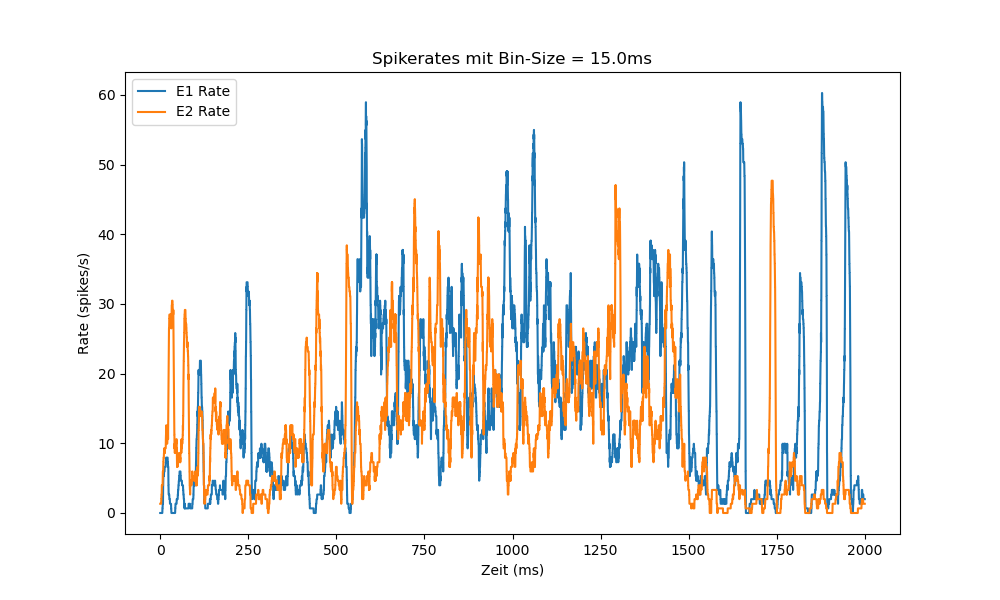 Spikerates mit Bin-Size = 15.0ms
E1 Rate
E2 Rate
60
50
40
30
20
10
0
Rate (spikes/s)
0 250 500 750 1000 1250 1500 1750 2000
Zeit (ms)